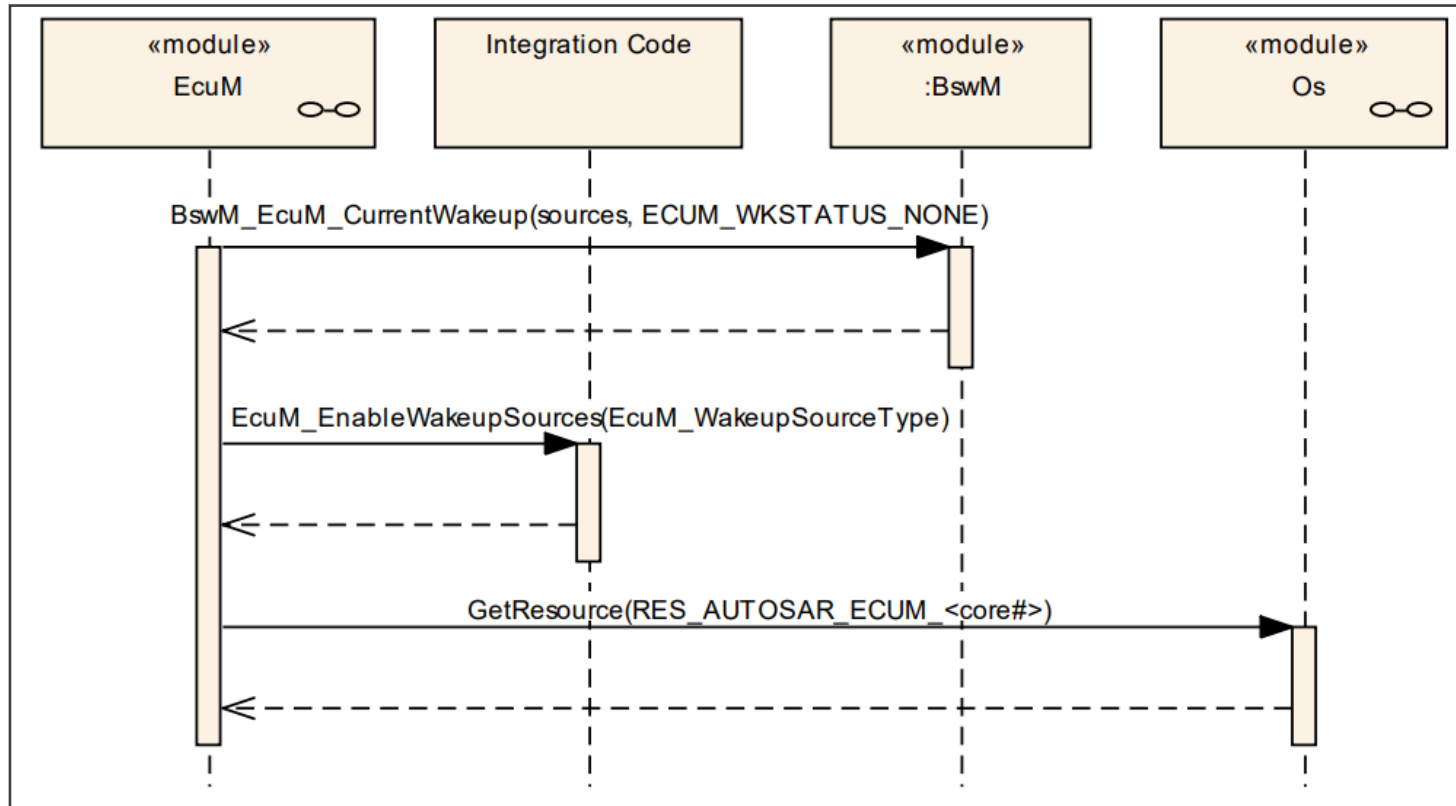 «module»
EcuM
Integration Code
«module»
:BswM
«module»
Os
BswM_EcuM_CurrentWakeup(sources, ECUM_WKSTATUS_NONE)
EcuM_EnableWakeupSources(EcuM_WakeupSourceType)
GetResource(RES_AUTOSAR_ECUM_<core#>)